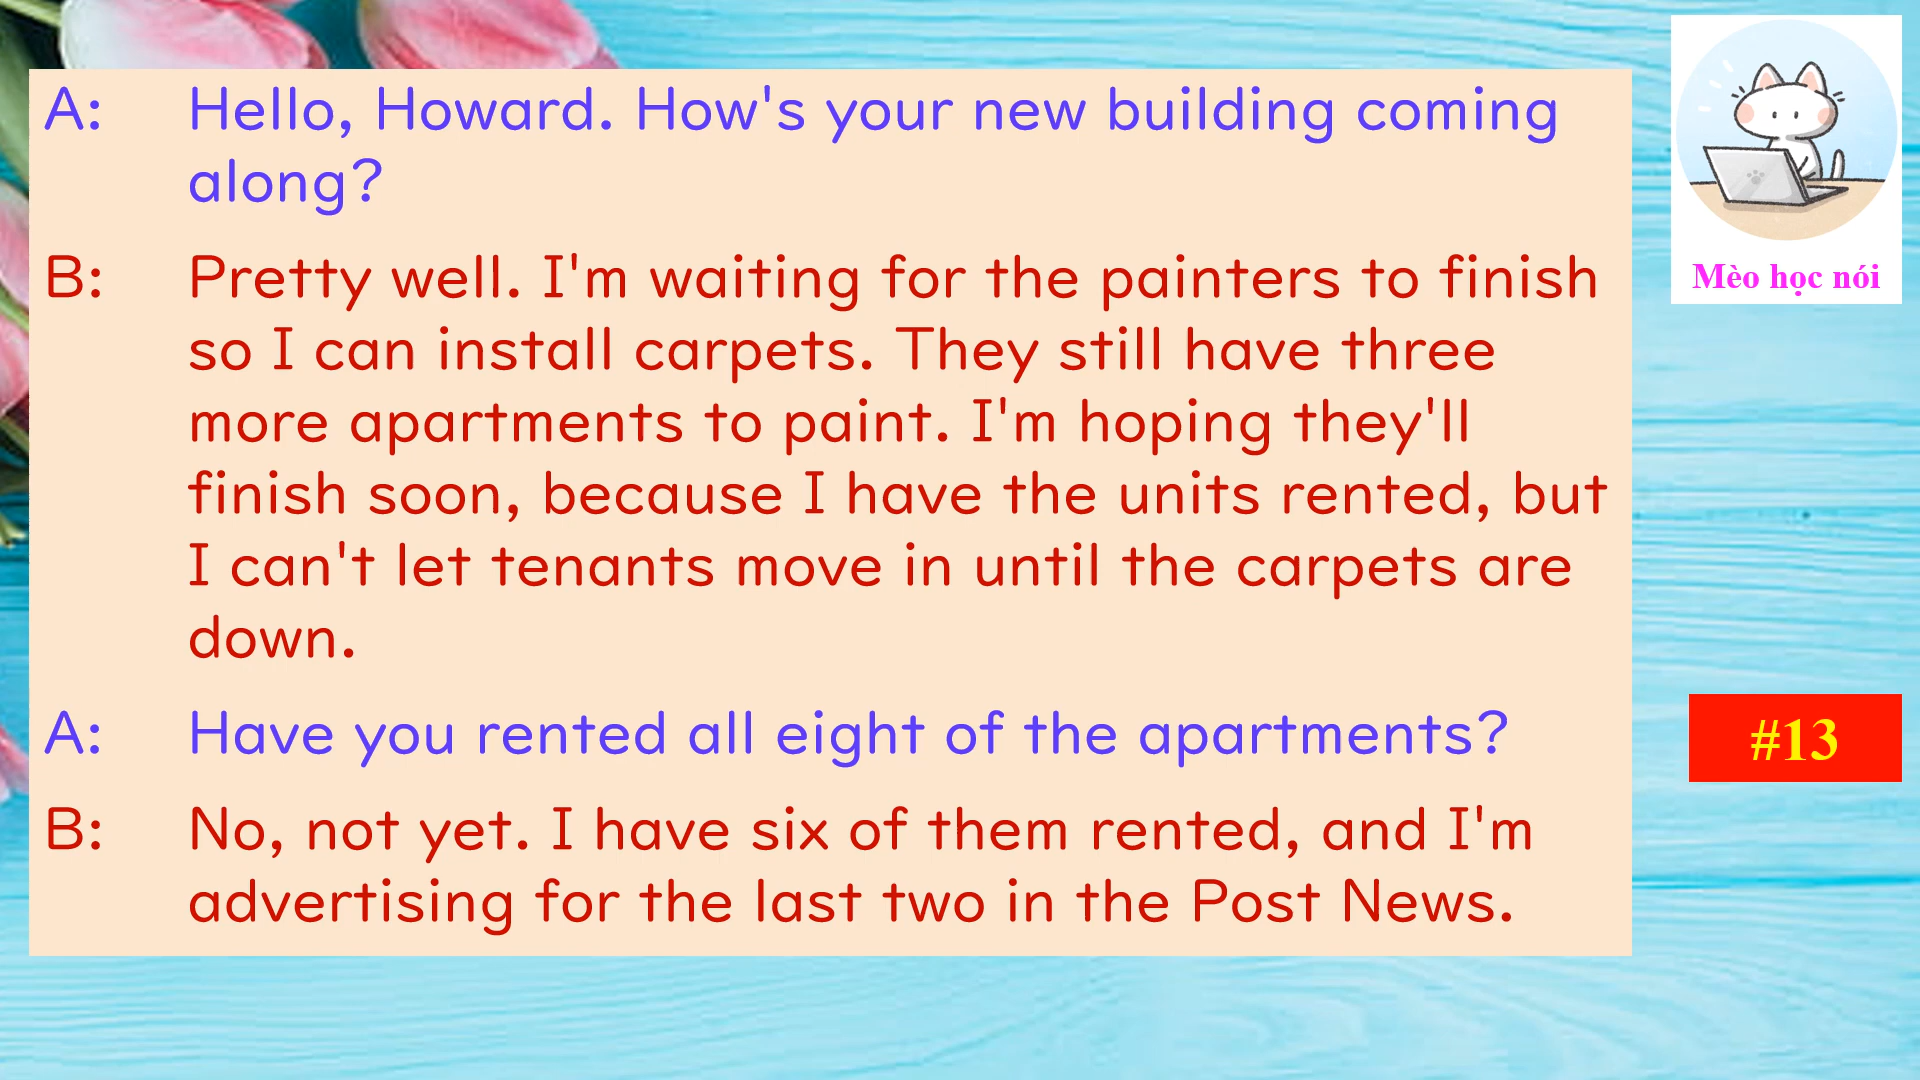 A: Hello, Howard. How's your new building coming
along?
B: Pretty well. I'm waiting for the painters to finish
so I can install carpets. They still have three
more apartments to paint. I'm hoping they'll
finish soon, because I have the units rented, but
I can't let tenants move in until the carpets are
down.
A: Have you rented all eight of the apartments?
B: No, not yet. I have six of them rented, and I'm
advertising for the last two in the Post News.
Mèo học nói
#13